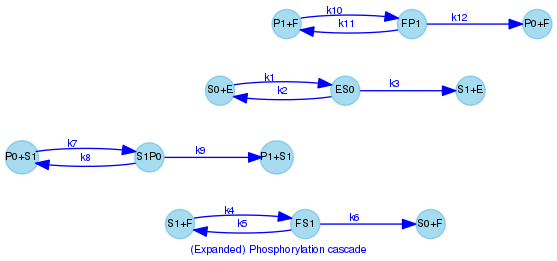 k10
P1+F k11 FP1 k12 P0+F
k1
S0+E k2 ES0 k3 S1+E
k7
P0+S1 k8 S1P0 k9 P1+S1
k4
S1+F k5 FS1 k6 S0+F
(Expanded) Phosphorylation cascade